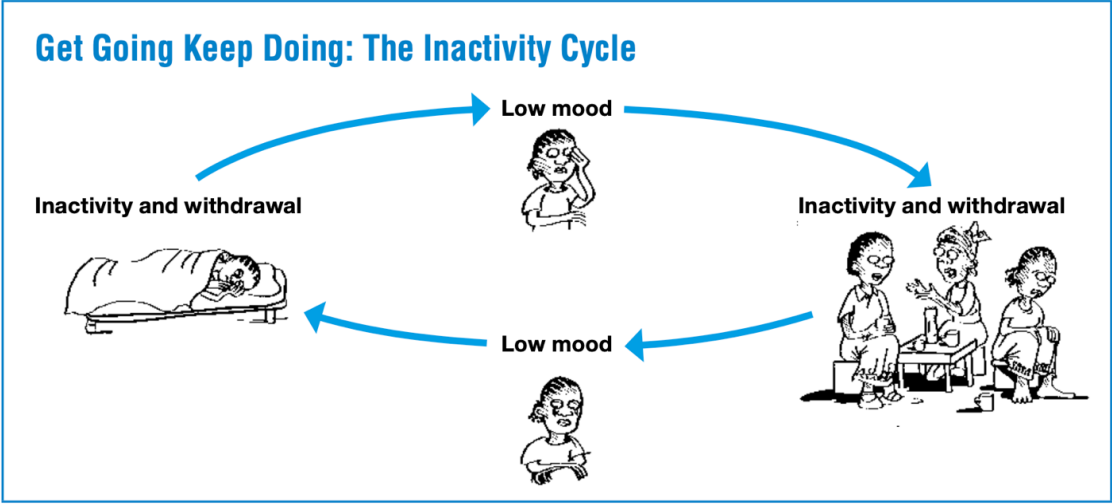 Get Going Keep Doing: The Inactivity Cycle
Low mood
Inactivity and withdrawal
Inactivity and withdrawal
Low mood